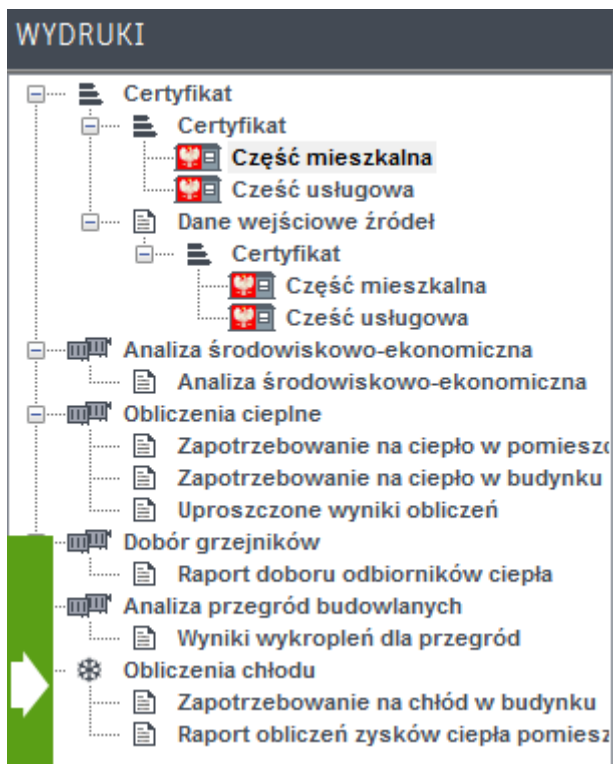 WYDRUKI
Certyfikat
Certyfikat
Część mieszkalna
Cześć usługowa
Dane wejściowe źródeł
Certyfikat
Część mieszkalna
Cześć usługowa
Analiza środowiskowo-ekonomiczna
Analiza środowiskowo-ekonomiczna
Obliczenia cieplne
Zapotrzebowanie na ciepło w pomieszc
Zapotrzebowanie na ciepło w budynku
Uproszczone wyniki obliczeń
Dobór grzejników
Raport doboru odbiorników ciepła
Analiza przegród budowlanych
Wyniki wykropleń dla przegród
Obliczenia chłodu
Zapotrzebowanie na chłód w budynku
Raport obliczeń zysków ciepła pomiesz